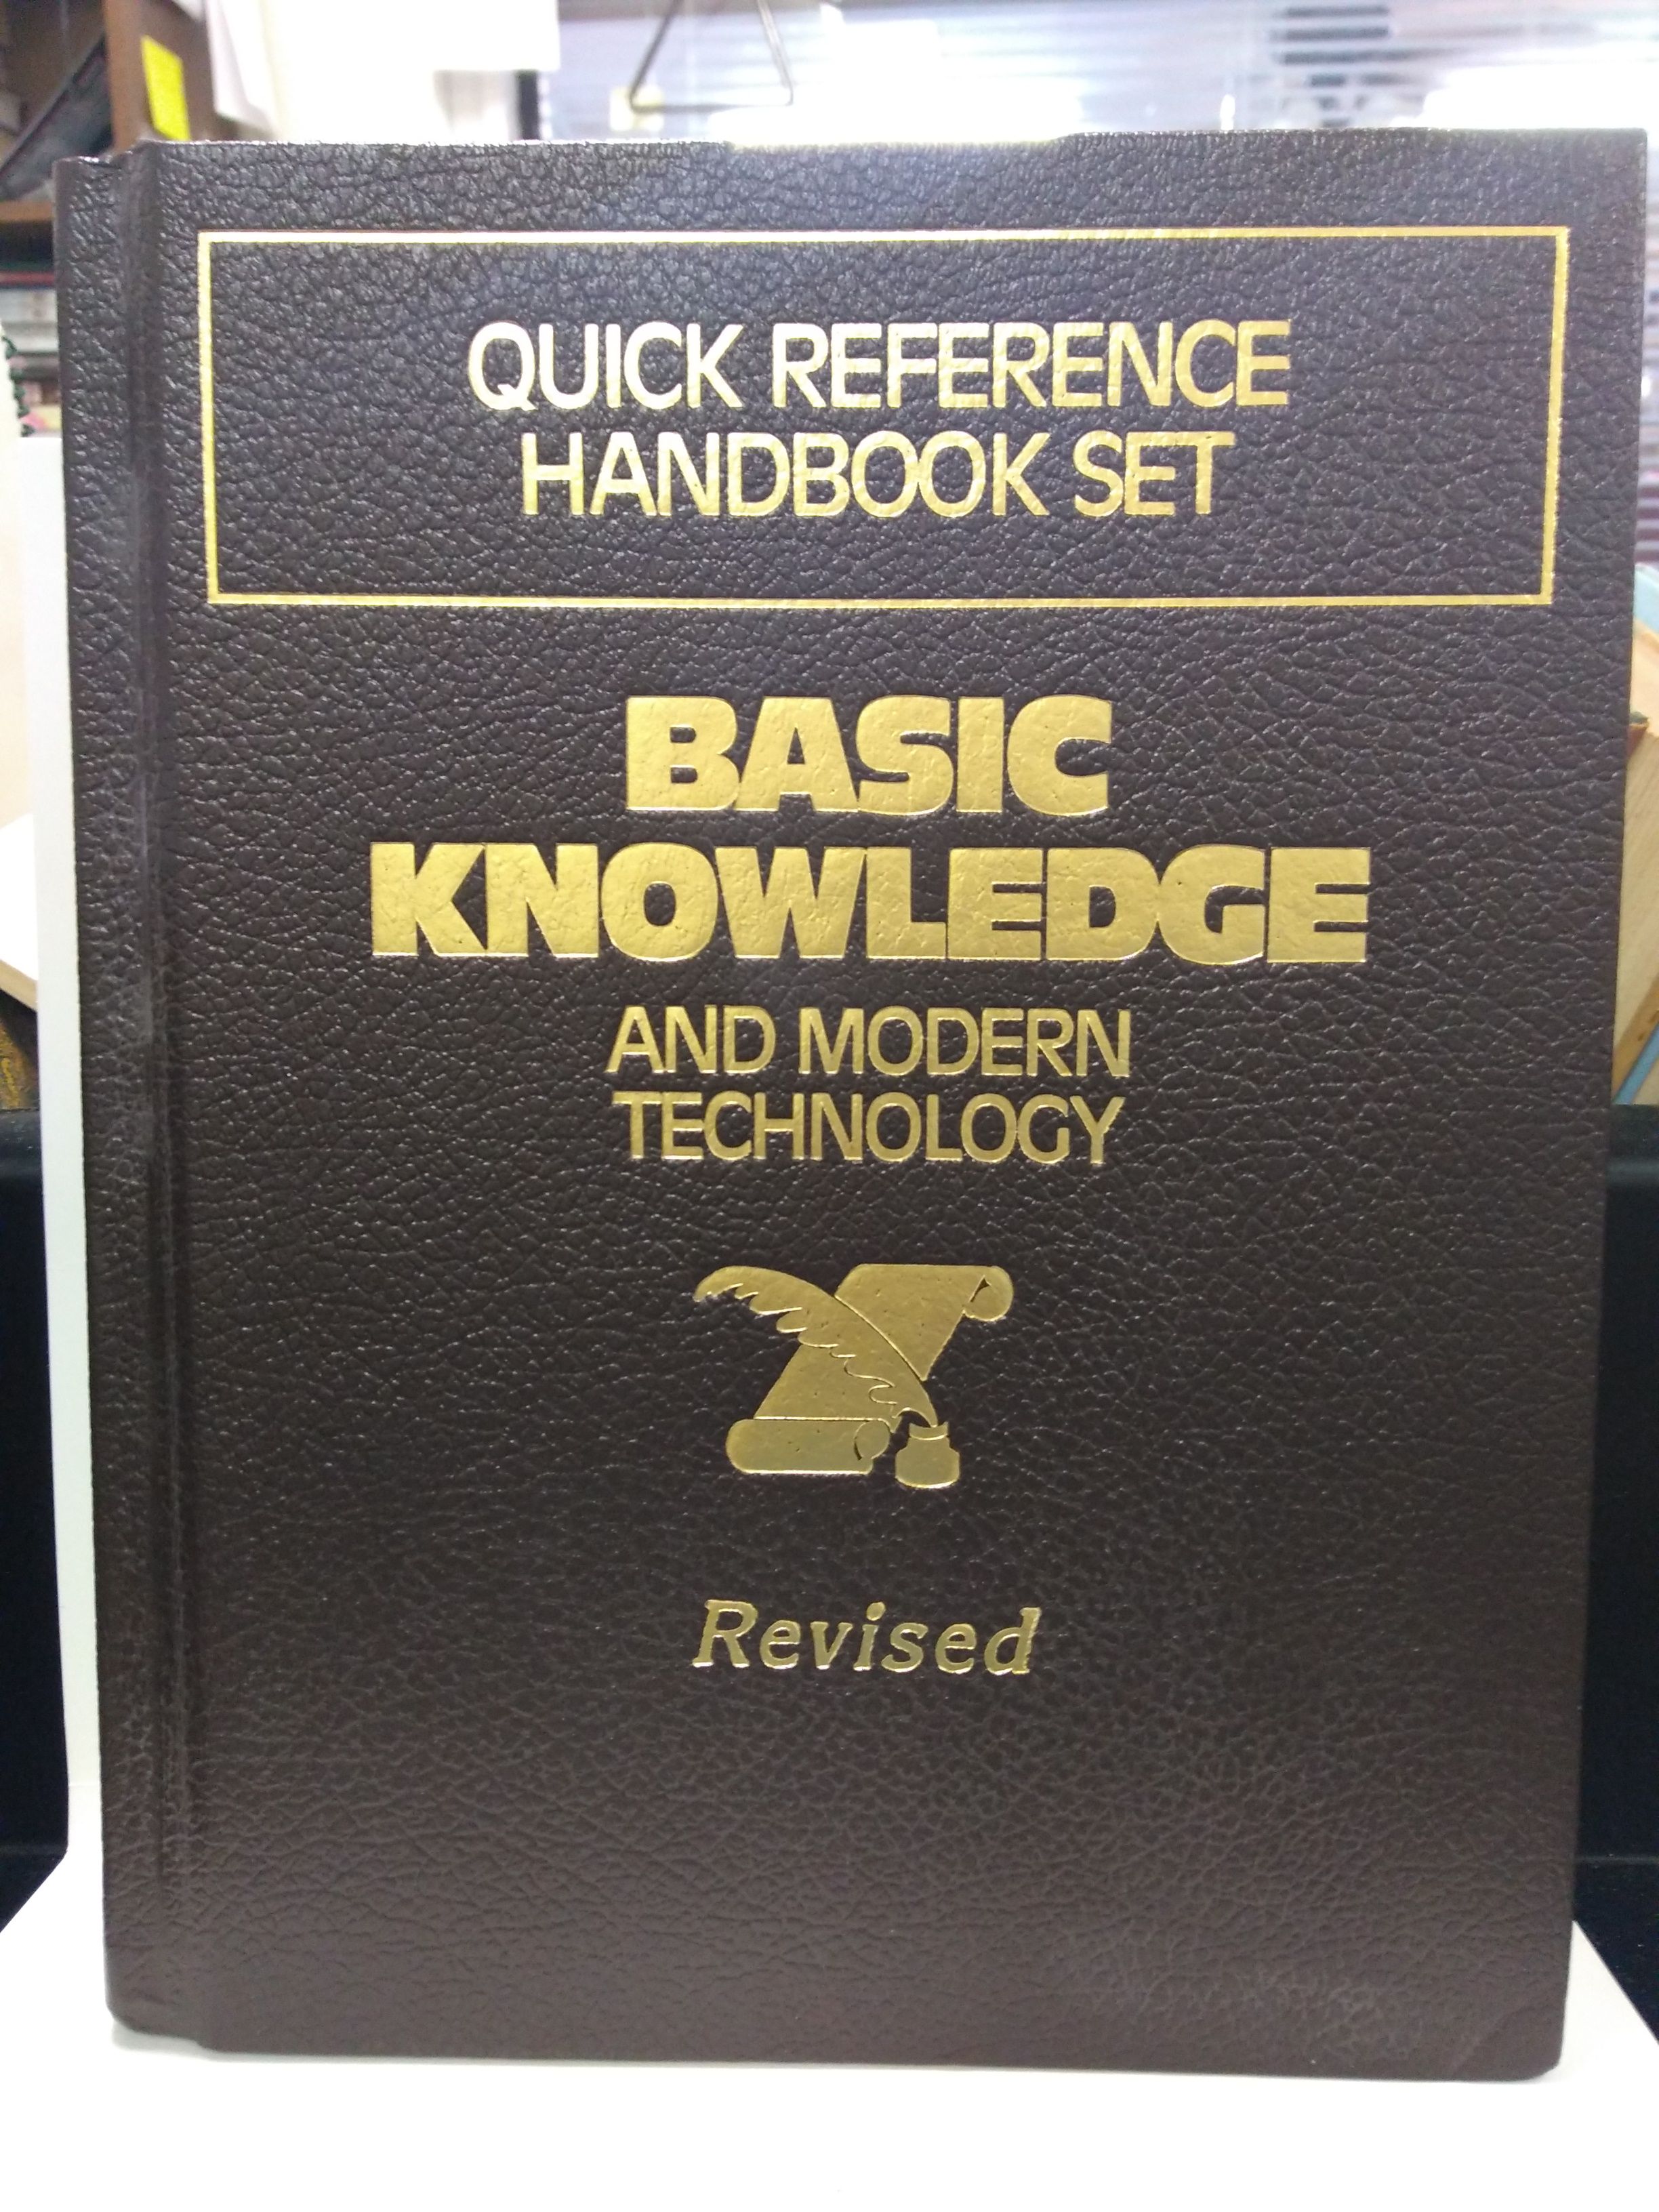 QUICK REFERENCE
HANDBOOK SET
BASIC
KNOWLEDGE
AND MODERN
TECHNOLOGY
Revised